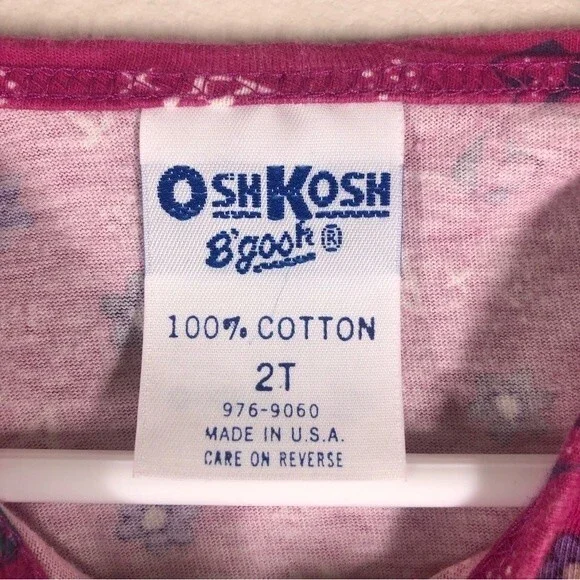 OSHKOSH
B'gosh ®
100% COTTON
2T
976-9060
MADE IN U.S.A.
CARE ON REVERSE